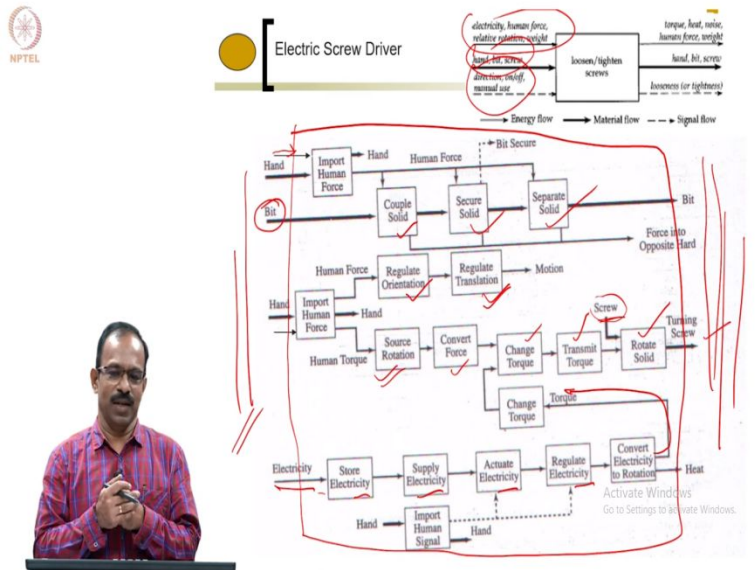 NPTEL
Electric Screw Driver
electricity, human force,
relative rotation, weight
hand, bit, screw
direction, on/off,
manual use
loosen/tighten
screws
torque, heat, noise,
human force, weight
hand, bit, screw
looseness (or tightness)
Energy flow
Material flow
Signal flow
Hand
Import
Human
Force
Hand
Human Force
Bit Secure
Bit
Couple
Solid
Secure
Solid
Separate
Solid
Bit
Force into
Opposite Hard
Human Force
Regulate
Orientation
Regulate
Translation
Motion
Hand
Import
Human
Force
Hand
Human Torque
Source
Rotation
Convert
Force
Change
Torque
Transmit
Torque
Screw
Rotate
Solid
Turning
Screw
Change
Torque
Torque
Electricity
Store
Electricity
Supply
Electricity
Actuate
Electricity
Regulate
Electricity
Convert
Electricity
to Rotation
Heat
Hand
Import
Human
Signal
Hand
Activate Windows
Go to Settings to activate Windows.